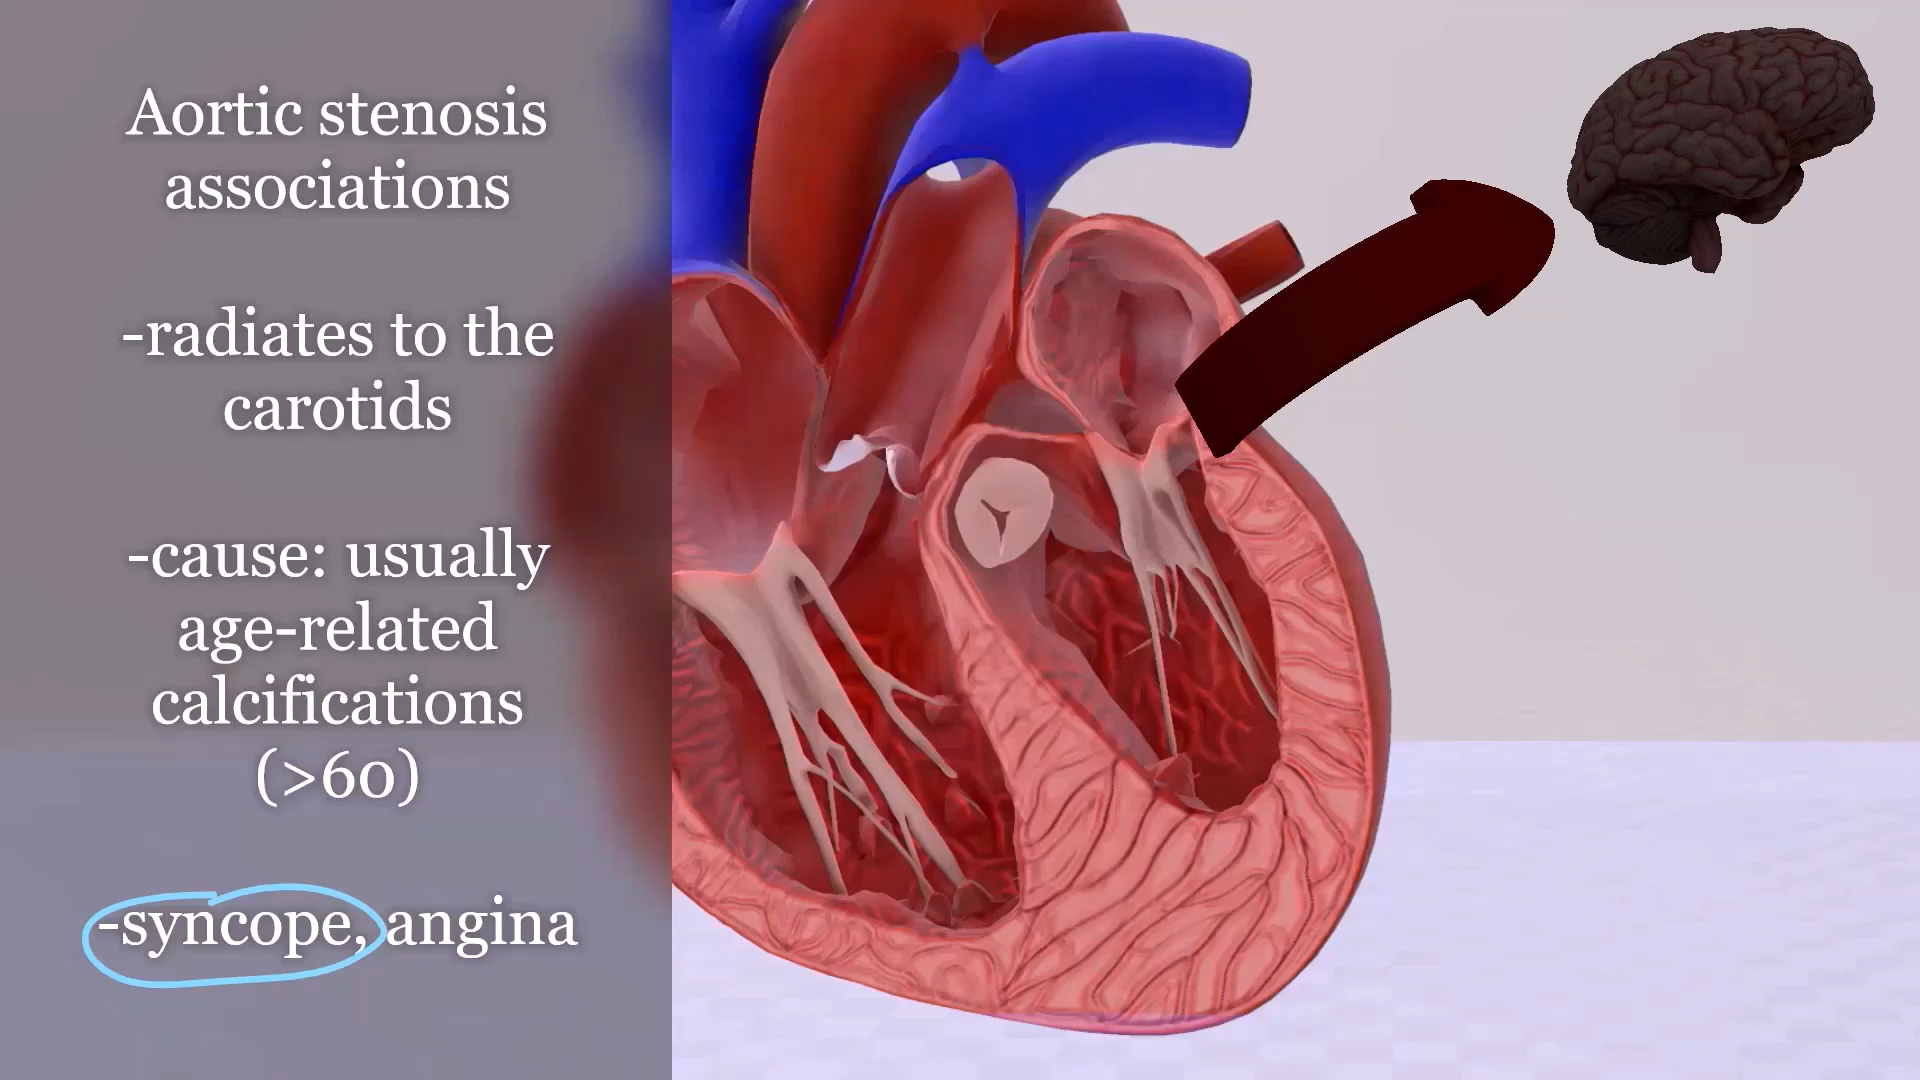 Aortic stenosis
associations
-radiates to the
carotids
-cause: usually
age-related
calcifications
(>60)
-syncope, angina